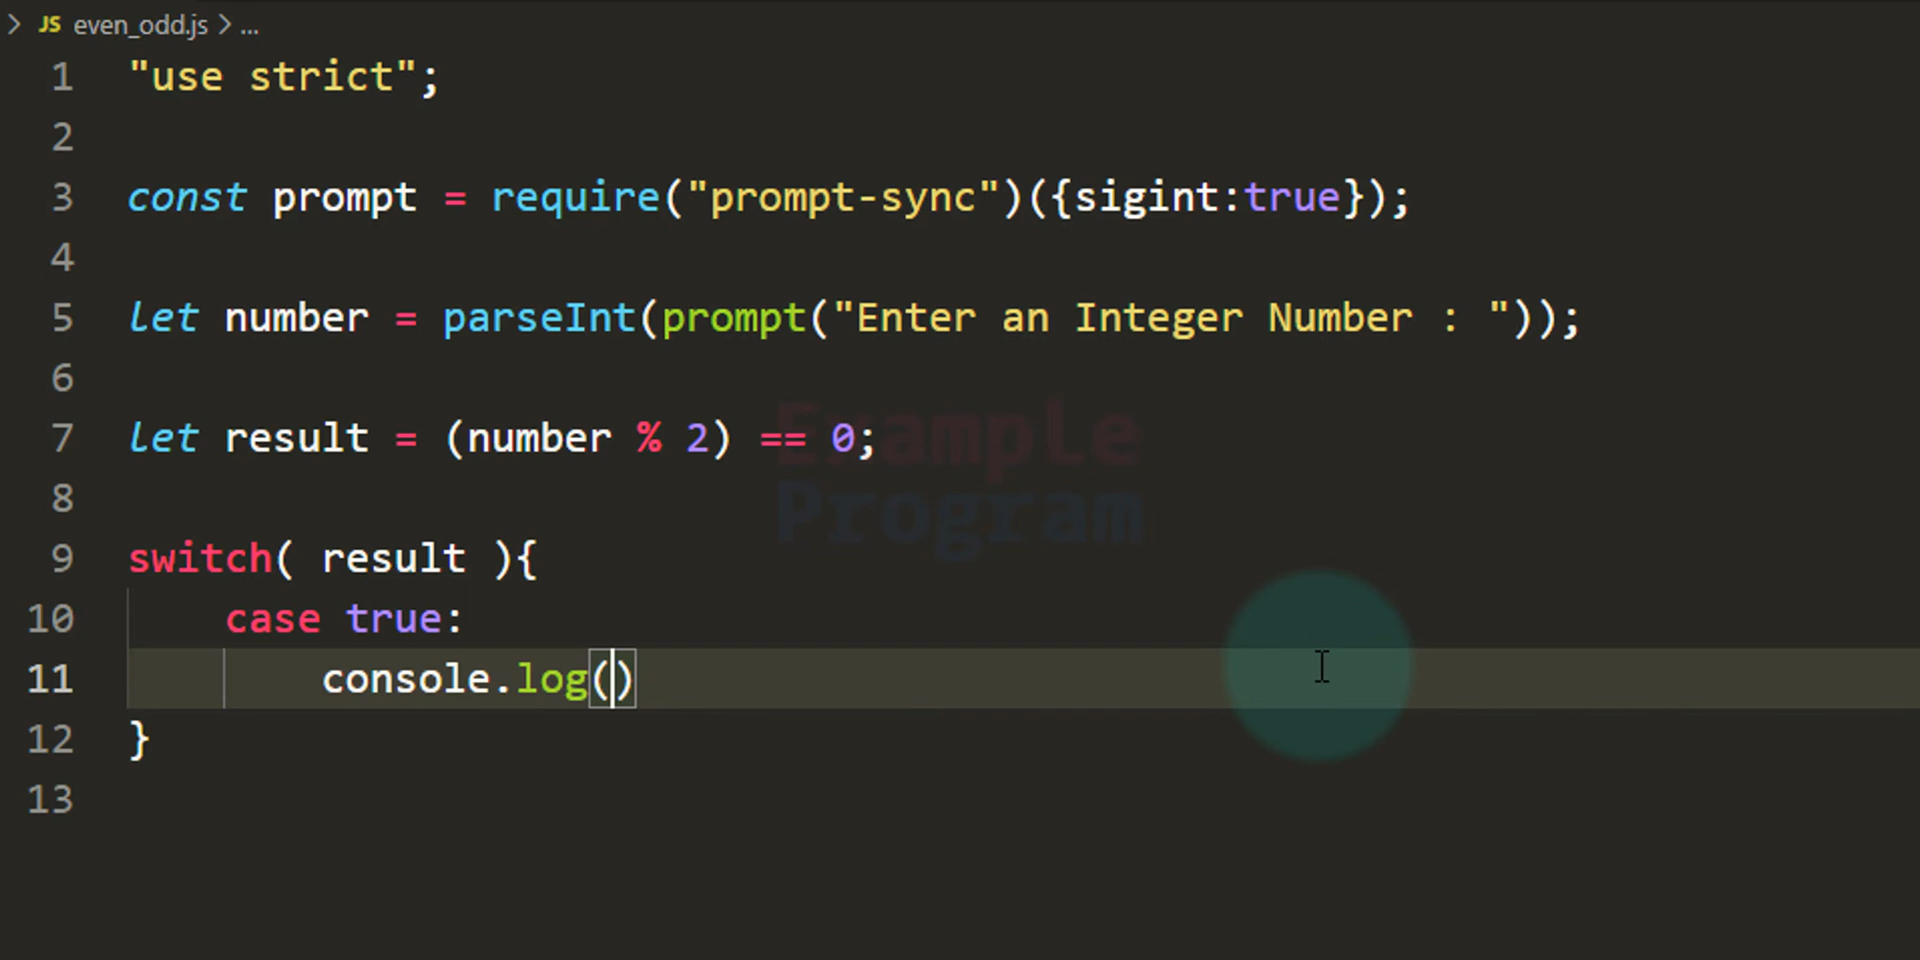 > JS even_odd.js > ...
1 "use strict";
2
3 const prompt = require("prompt-sync")({sigint:true});
4
5 let number = parseInt(prompt("Enter an Integer Number : "));
6
7 let result = (number % 2) == 0;
Example
8
Program
9 switch( result ){
10 case true:
11 console.log()
12 }
13